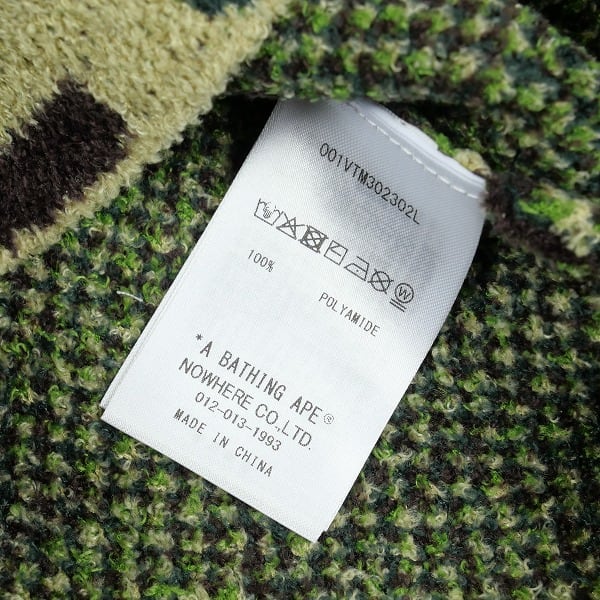 001VTM302302L
W
100%
POLYAMIDE
*A BATHING APE®
NOWHERE CO.LTD.
012-013-1993
MADE IN CHINA